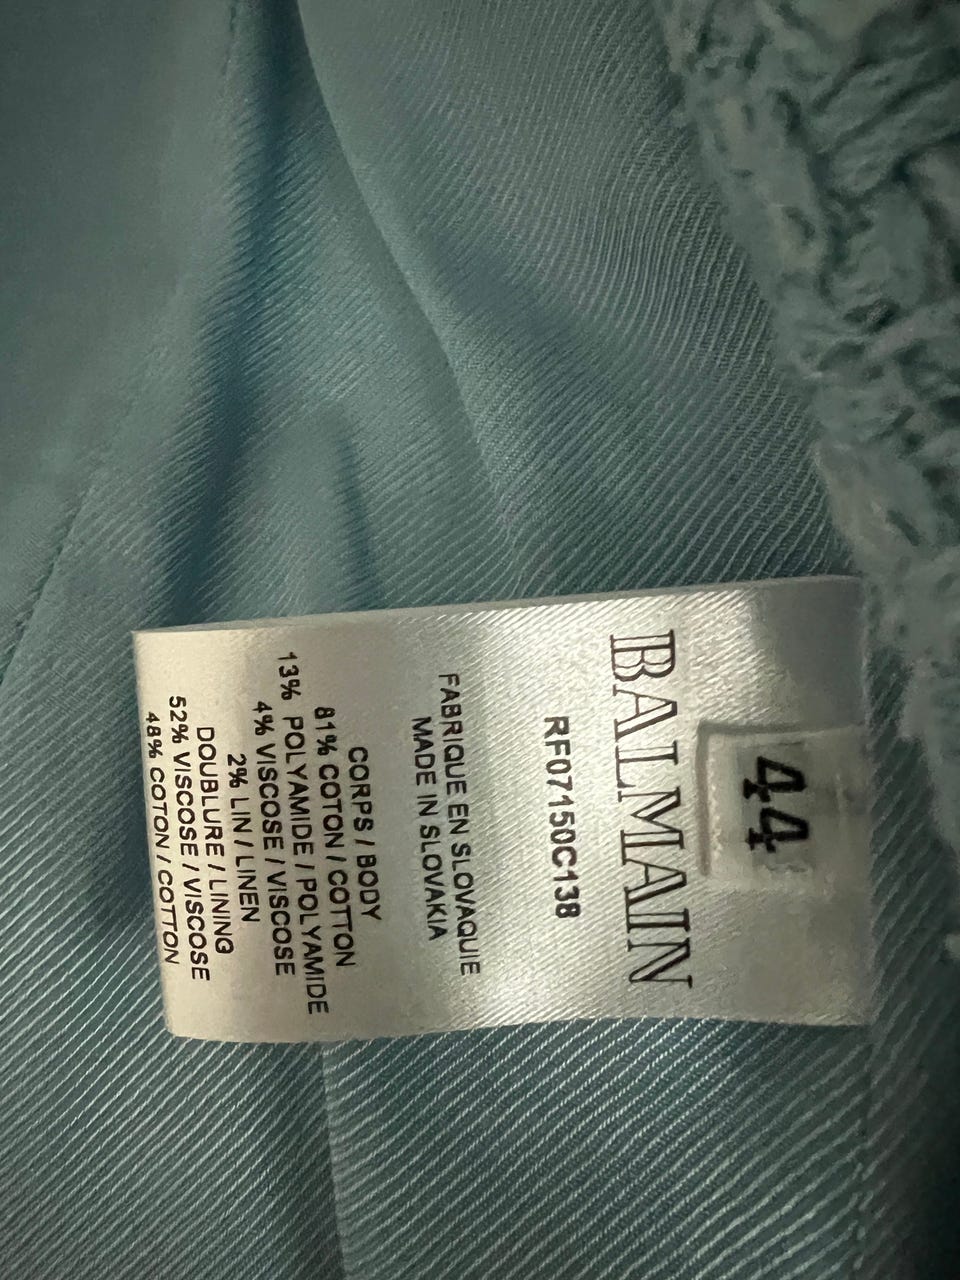 44
BALMAIN
RF07150C138
FABRIQUE EN SLOVAQUIE
MADE IN SLOVAKIA
CORPS / BODY
81% COTON / COTTON
13% POLYAMIDE / POLYAMIDE
4% VISCOSE / VISCOSE
2% LIN / LINEN
DOUBLURE / LINING
52% VISCOSE / VISCOSE
48% COTON / COTTON